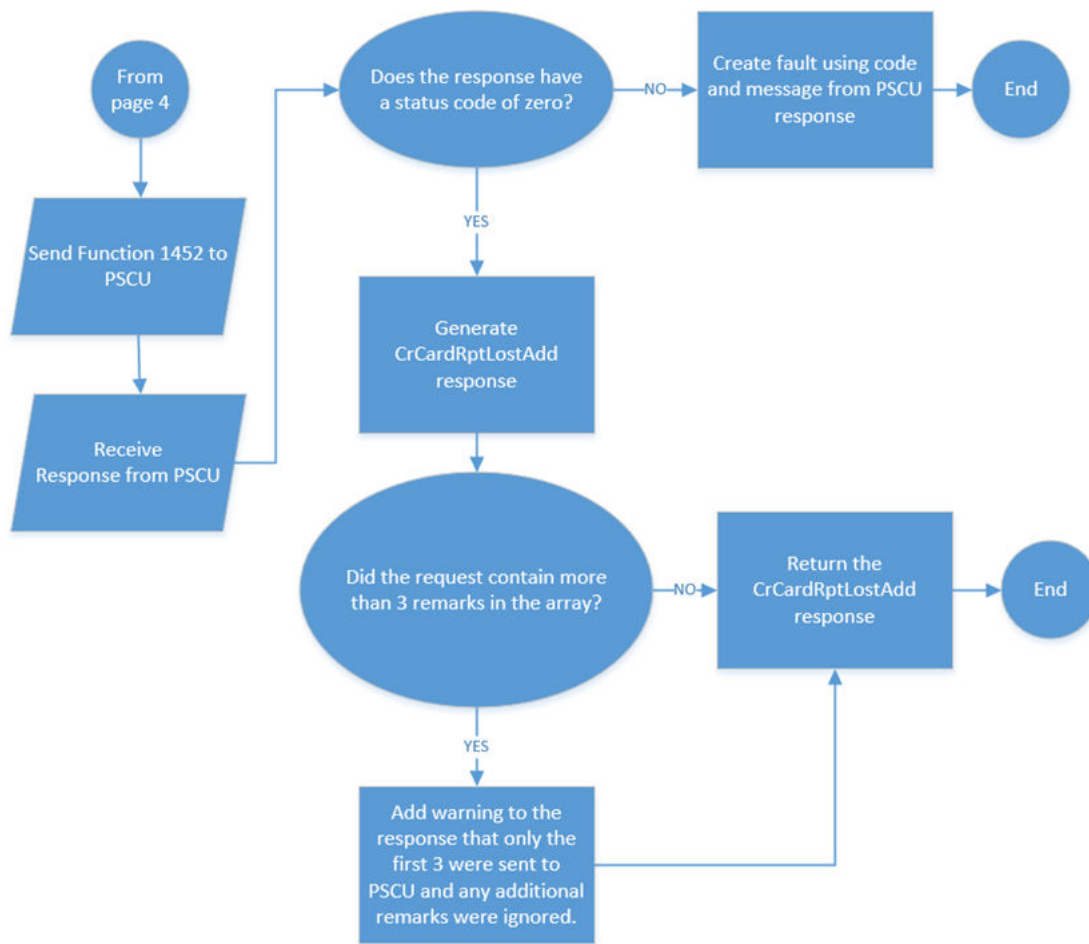 From
page 4
Send Function 1452 to
PSCU
Receive
Response from PSCU
Does the response have
a status code of zero?
NO
Create fault using code
and message from PSCU
response
End
YES
Generate
CrCardRptLostAdd
response
Did the request contain more
than 3 remarks in the array?
NO
Return the
CrCardRptLostAdd
response
End
YES
Add warning to the
response that only the
first 3 were sent to
PSCU and any additional
remarks were ignored.